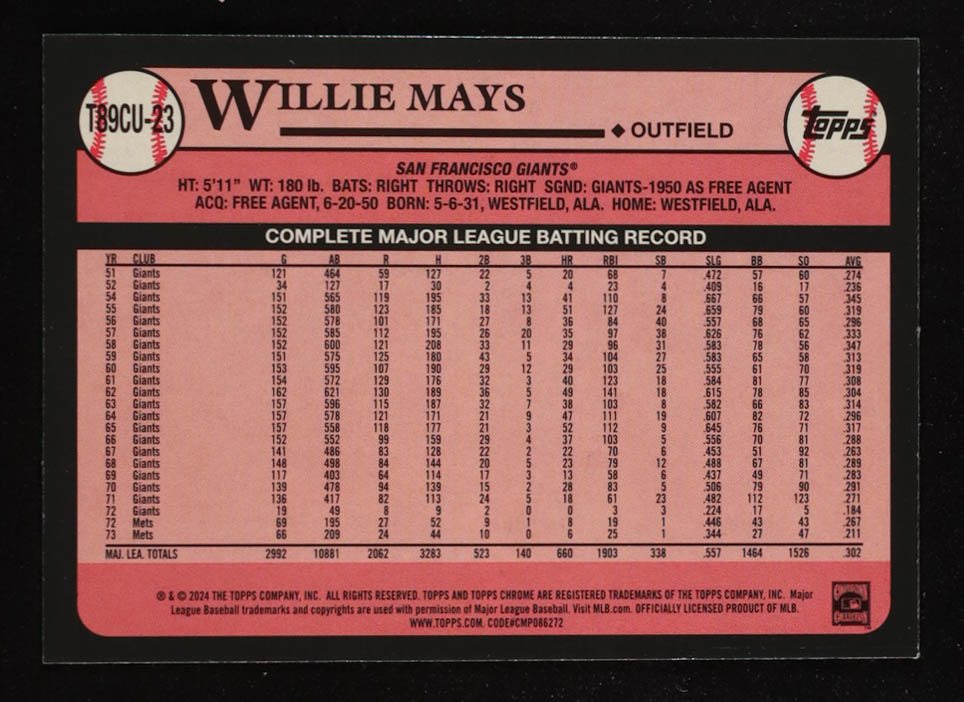 T89CU-23
WILLIE MAYS
OUTFIELD
TOPPS
SAN FRANCISCO GIANTS®
HT: 5'11" WT: 180 lb. BATS: RIGHT THROWS: RIGHT SGND: GIANTS-1950 AS FREE AGENT
ACQ: FREE AGENT, 6-20-50 BORN: 5-6-31, WESTFIELD, ALA. HOME: WESTFIELD, ALA.
COMPLETE MAJOR LEAGUE BATTING RECORD
YR CLUB G AB R H 2B 3B HR RBI SB SLG BB SO AVG
51 Giants 121 464 59 127 22 5 20 68 7 .472 57 60 .274
52 Giants 34 127 17 30 2 4 4 23 4 .409 16 17 .236
54 Giants 151 565 119 195 33 13 41 110 8 .667 66 57 .345
55 Giants 152 580 123 185 18 13 51 127 24 .659 79 60 .319
56 Giants 152 578 101 171 27 8 36 84 40 .557 68 65 .296
57 Giants 152 585 112 195 26 20 35 97 38 .626 76 62 .333
58 Giants 152 600 121 208 33 11 29 96 31 .583 78 56 .347
59 Giants 151 575 125 180 43 5 34 104 27 .583 65 58 .313
60 Giants 153 595 107 190 29 12 29 103 25 .555 61 70 .319
61 Giants 154 572 129 176 32 3 40 123 18 .584 81 77 .308
62 Giants 162 621 130 189 36 5 49 141 18 .615 78 85 .304
63 Giants 157 596 115 187 32 7 38 103 8 .582 66 83 .314
64 Giants 157 578 121 171 21 9 47 111 19 .607 82 72 .296
65 Giants 157 558 118 177 21 3 52 112 9 .645 76 71 .317
66 Giants 152 552 99 159 29 4 37 103 5 .556 70 81 .288
67 Giants 141 486 83 128 22 2 22 70 6 .453 51 92 .263
68 Giants 148 498 84 144 20 5 23 79 12 .488 67 81 .289
69 Giants 117 403 64 114 17 3 13 58 6 .437 49 71 .283
70 Giants 139 478 94 139 15 2 28 83 5 .506 79 90 .291
71 Giants 136 417 82 113 24 5 18 61 23 .482 112 123 .271
72 Giants 19 49 8 9 2 0 0 3 3 .224 17 5 .184
72 Mets 69 195 27 52 9 1 8 19 1 .446 43 43 .267
73 Mets 66 209 24 44 10 0 6 25 1 .344 27 47 .211
MAJ. LEA. TOTALS 2992 10881 2062 3283 523 140 660 1903 338 .557 1464 1526 .302
® & © 2024 THE TOPPS COMPANY, INC. ALL RIGHTS RESERVED. TOPPS AND TOPPS CHROME ARE REGISTERED TRADEMARKS OF THE TOPPS COMPANY, INC. Major
League Baseball trademarks and copyrights are used with permission of Major League Baseball. Visit MLB.com. OFFICIALLY LICENSED PRODUCT OF MLB.
WWW.TOPPS.COM. CODE#CMP086272
COOPERSTOWN
COLLECTION